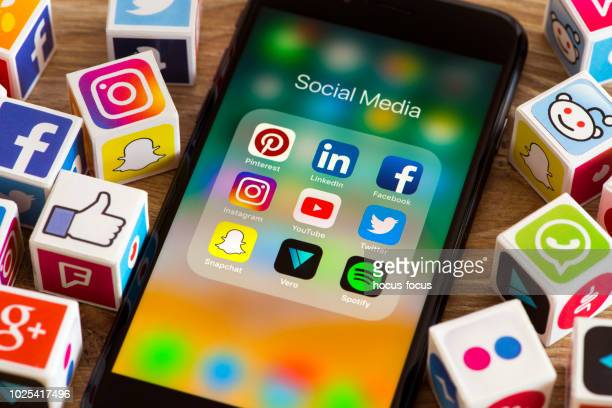 Social Media
Pinterest
LinkedIn
Facebook
Instagram
YouTube
Twitter
Snapchat
Vero
Spotify
g+
gettyimages
hocus focus
1025417496